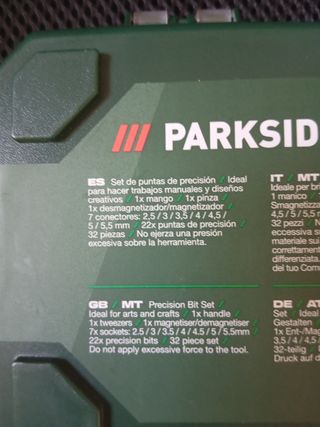 /// PARKSID
ES Set de puntas de precisión / Ideal
para hacer trabajos manuales y diseños
creativos / 1x mango / 1x pinza /
1x desmagnetizador/magnetizador /
7 conectores: 2,5 / 3 / 3,5 / 4 / 4,5 /
5 / 5,5 mm / 22x puntas de precisión /
32 piezas / No ejerza una presión
excesiva sobre la herramienta.
IT / MT
Ideale per bri
1 manico /
Smagnetizza
4,5 / 5 / 5,5
32 pezzi / N
eccessiva su
materiale sui
correttament
differenziata.
del tuo Com
GB / MT Precision Bit Set /
Ideal for arts and crafts / 1x handle /
1x tweezers / 1x magnetiser/demagnetiser /
7x sockets: 2.5 / 3 / 3.5 / 4 / 4.5 / 5 / 5.5mm /
22x precision bits / 32 piece set /
Do not apply excessive force to the tool.
DE / AT
Set / Ideal
Gestalten /
1x Ent-/Mag
3,5 / 4 / 4,5 /
32-teilig /
Druck auf d